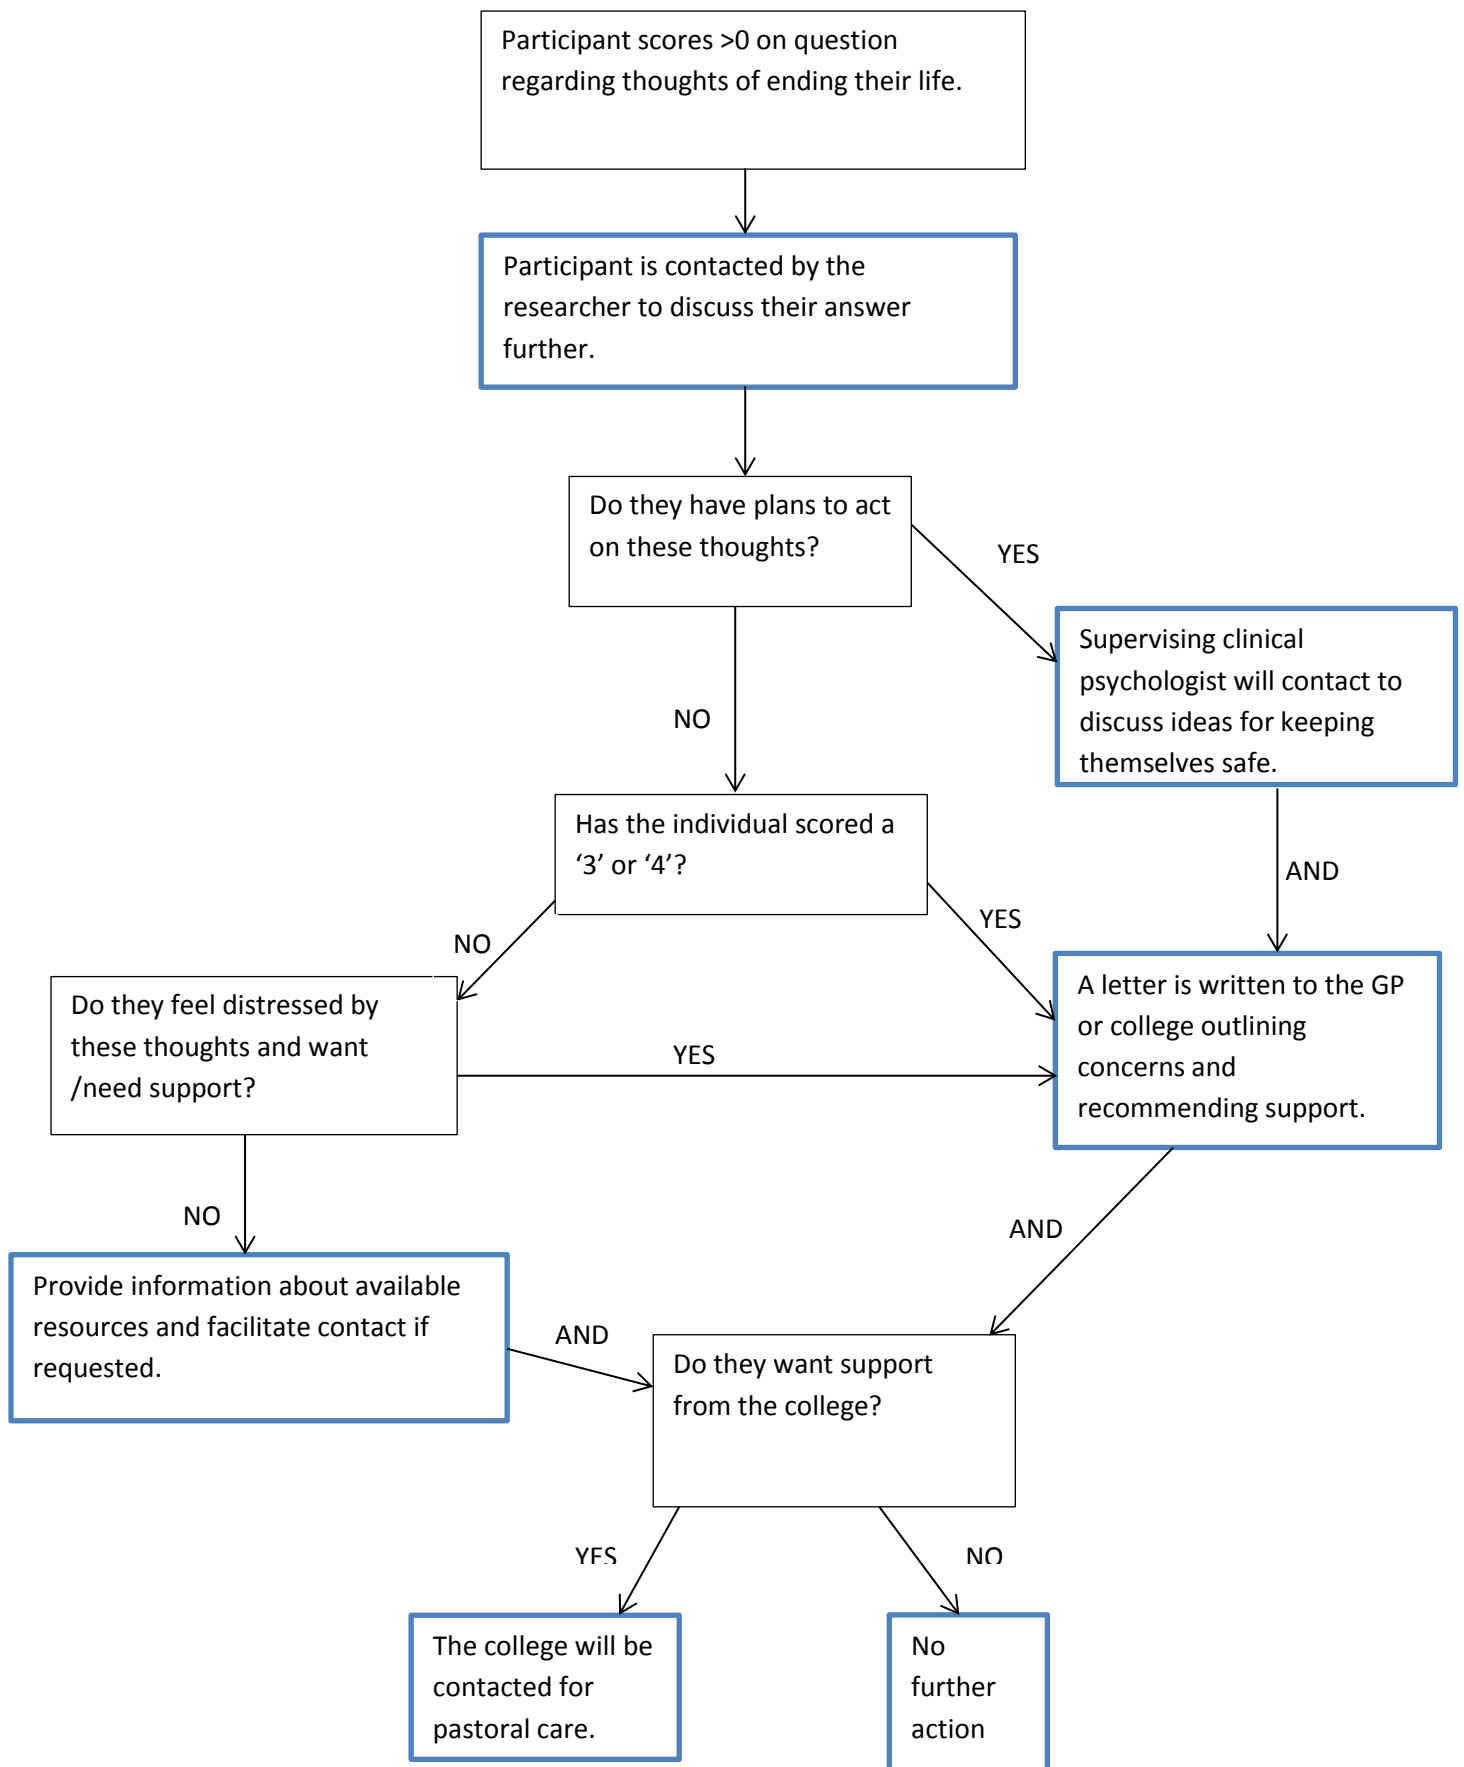 Participant scores >0 on question
regarding thoughts of ending their life.
Participant is contacted by the
researcher to discuss their answer
further.
Do they have plans to act
on these thoughts?
YES
Supervising clinical
psychologist will contact to
discuss ideas for keeping
themselves safe.
NO
Has the individual scored a
‘3’ or ‘4’?
AND
YES
NO
A letter is written to the GP
or college outlining
concerns and
recommending support.
Do they feel distressed by
these thoughts and want
/need support?
YES
NO
AND
Provide information about available
resources and facilitate contact if
requested.
AND
Do they want support
from the college?
YES
NO
The college will be
contacted for
pastoral care.
No
further
action